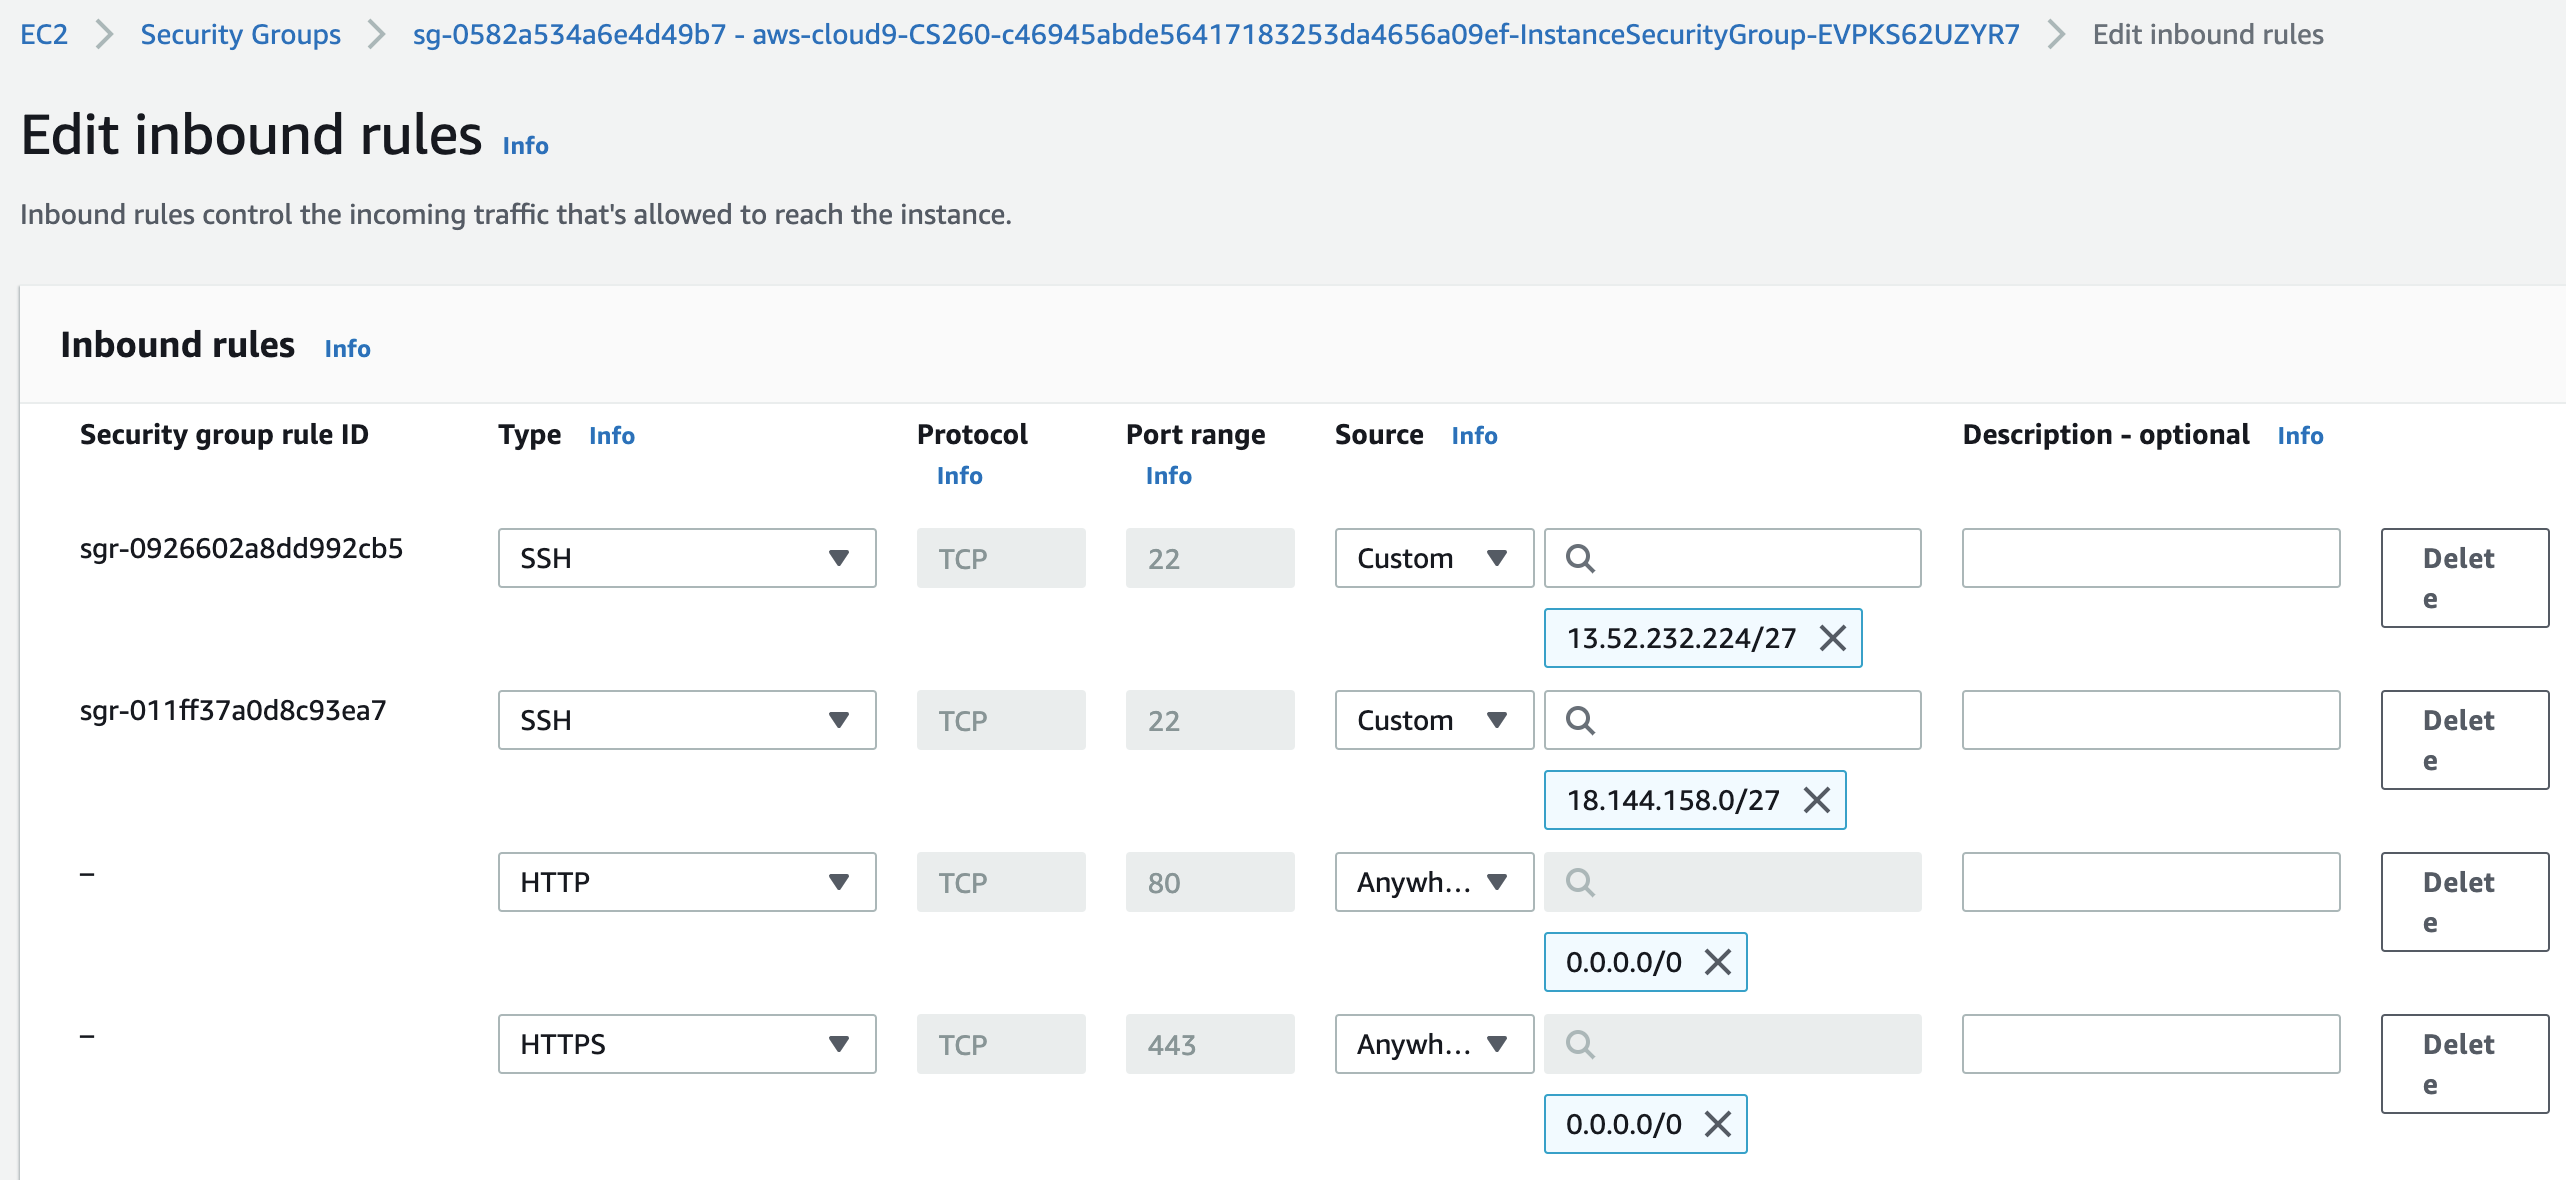 EC2 > Security Groups > sg-0582a534a6e4d49b7 - aws-cloud9-CS260-c46945abde56417183253da4656a09ef-InstanceSecurityGroup-EVPKS62UZYR7 > Edit inbound rules
Edit inbound rules Info
Inbound rules control the incoming traffic that's allowed to reach the instance.
Inbound rules Info
Security group rule ID Type Info Protocol Port range Source Info Description - optional Info
Info Info
sgr-0926602a8dd992cb5 SSH TCP 22 Custom Delet
e
13.52.232.224/27
sgr-011ff37a0d8c93ea7 SSH TCP 22 Custom Delet
e
18.144.158.0/27
– HTTP TCP 80 Anywh... Delet
e
0.0.0.0/0
– HTTPS TCP 443 Anywh... Delet
e
0.0.0.0/0